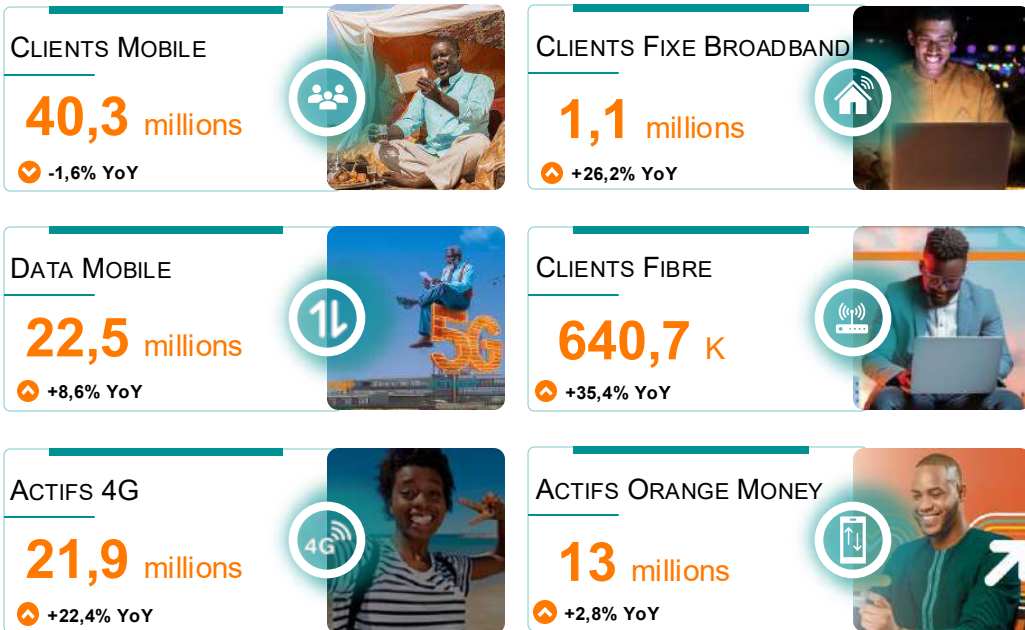 CLIENTS MOBILE
40,3 millions
-1,6% YoY
CLIENTS FIXE BROADBAND
1,1 millions
+26,2% YoY
DATA MOBILE
22,5 millions
+8,6% YoY
5G
CLIENTS FIBRE
640,7 K
+35,4% YoY
ACTIFS 4G
21,9 millions
+22,4% YoY
4G
ACTIFS ORANGE MONEY
13 millions
+2,8% YoY